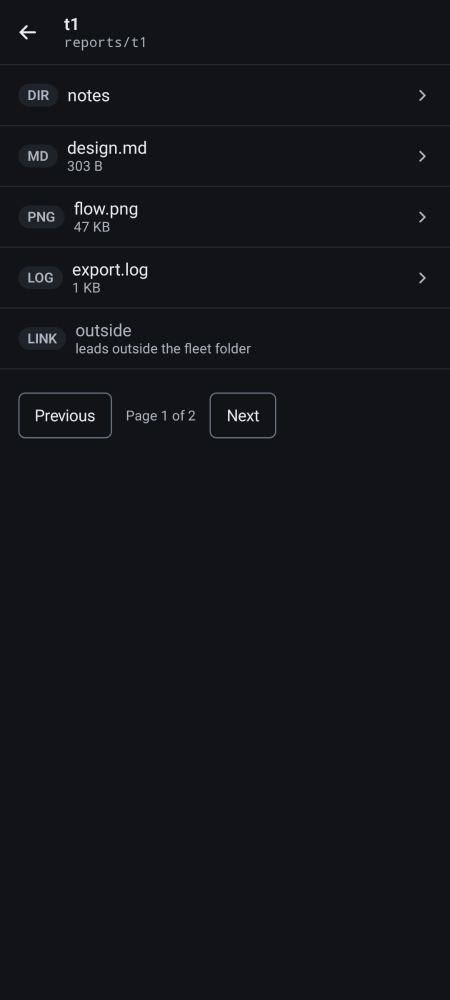 t1
reports/t1
DIR notes
MD design.md
303 B
PNG flow.png
47 KB
LOG export.log
1 KB
LINK outside
leads outside the fleet folder
Previous Page 1 of 2 Next